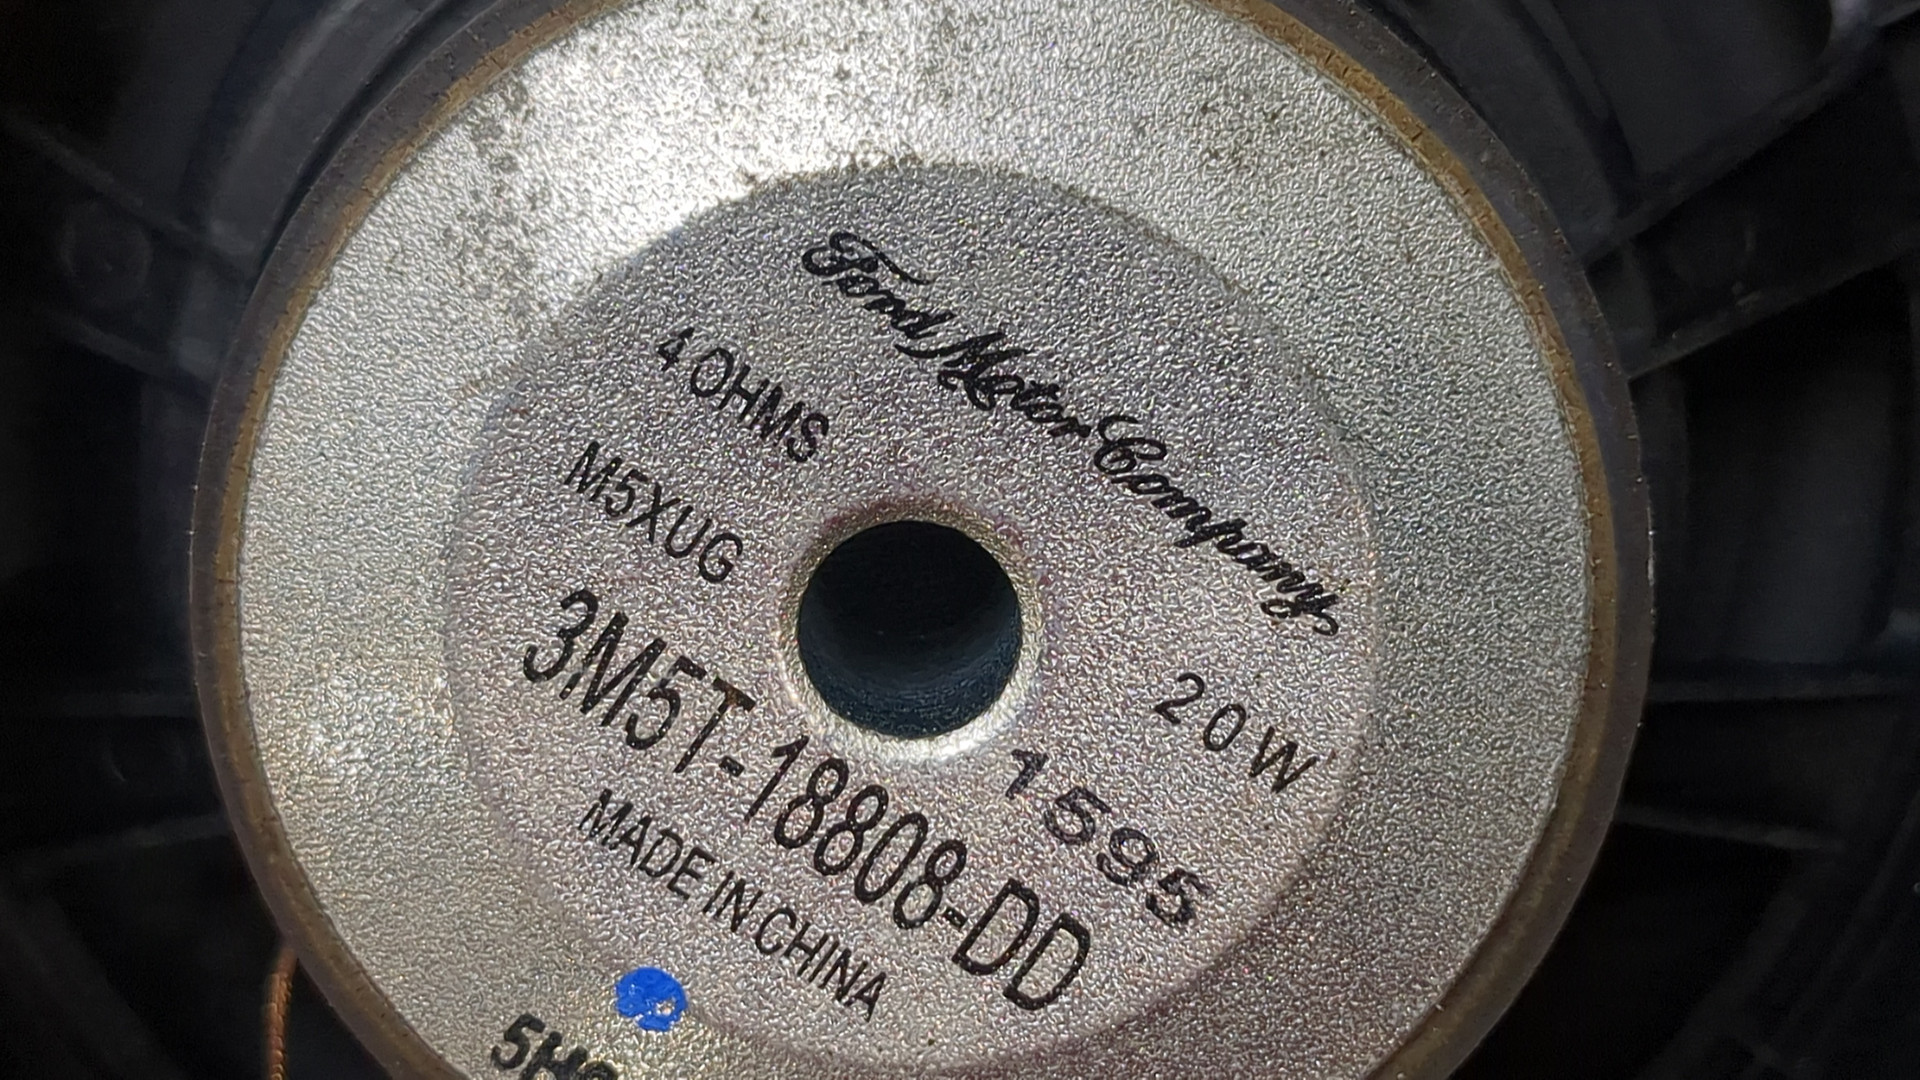 Ford Motor Company
4 OHMS
M5XUG
20W
1595
3M5T-18808-DD
MADE IN CHINA